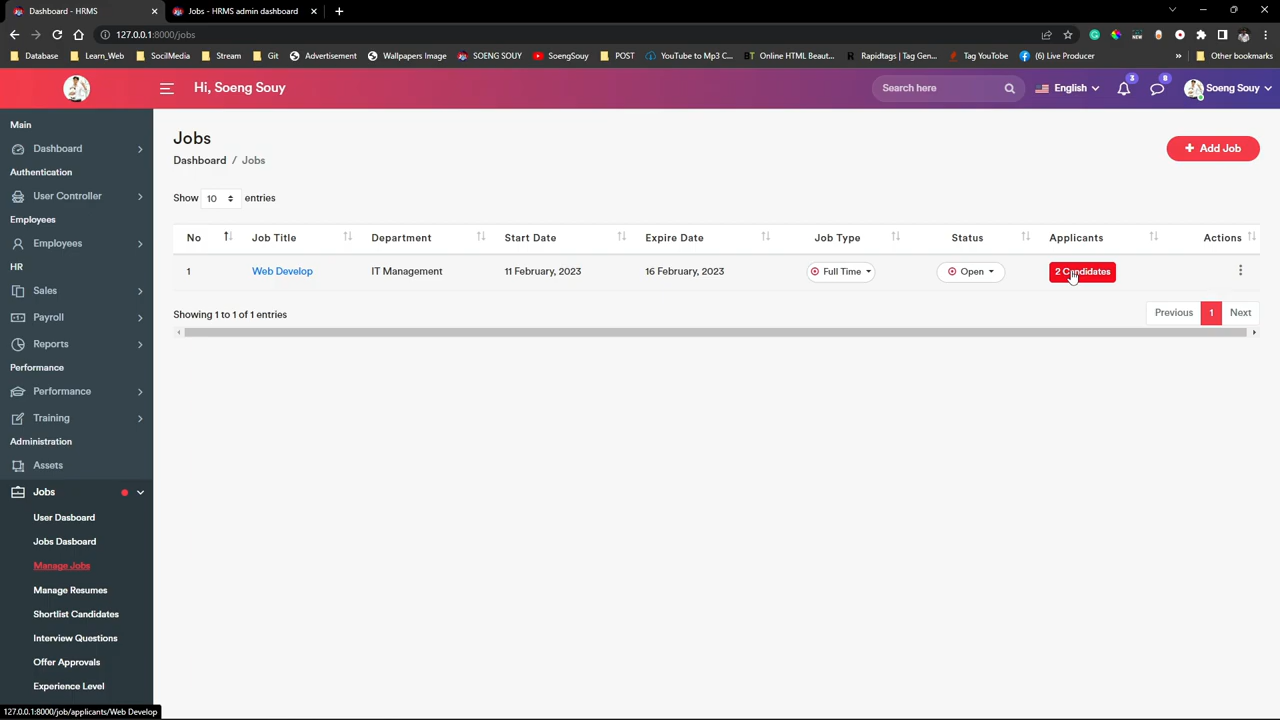 Dashboard - HRMS
Jobs - HRMS admin dashboard
127.0.0.1:8000/jobs
Database
Learn_Web
SocilMedia
Stream
Git
Advertisement
Wallpapers Image
SOENG SOUY
SoengSouy
POST
YouTube to Mp3 C...
Online HTML Beaut...
Rapidtags | Tag Gen...
Tag YouTube
(6) Live Producer
»
Other Bookmarks
Hi, Soeng Souy
Search here
English
3
8
Soeng Souy
Main
Dashboard
Authentication
User Controller
Employees
Employees
HR
Sales
Payroll
Reports
Performance
Performance
Training
Administration
Assets
Jobs
User Dasboard
Jobs Dasboard
Manage Jobs
Manage Resumes
Shortlist Candidates
Interview Questions
Offer Approvals
Experience Level
127.0.0.1:8000/job/applicants/Web Develop
Jobs
Dashboard / Jobs
+ Add Job
Show 10 entries
No Job Title Department Start Date Expire Date Job Type Status Applicants Actions
1 Web Develop IT Management 11 February, 2023 16 February, 2023 Full Time Open 2 Candidates
Showing 1 to 1 of 1 entries
Previous 1 Next